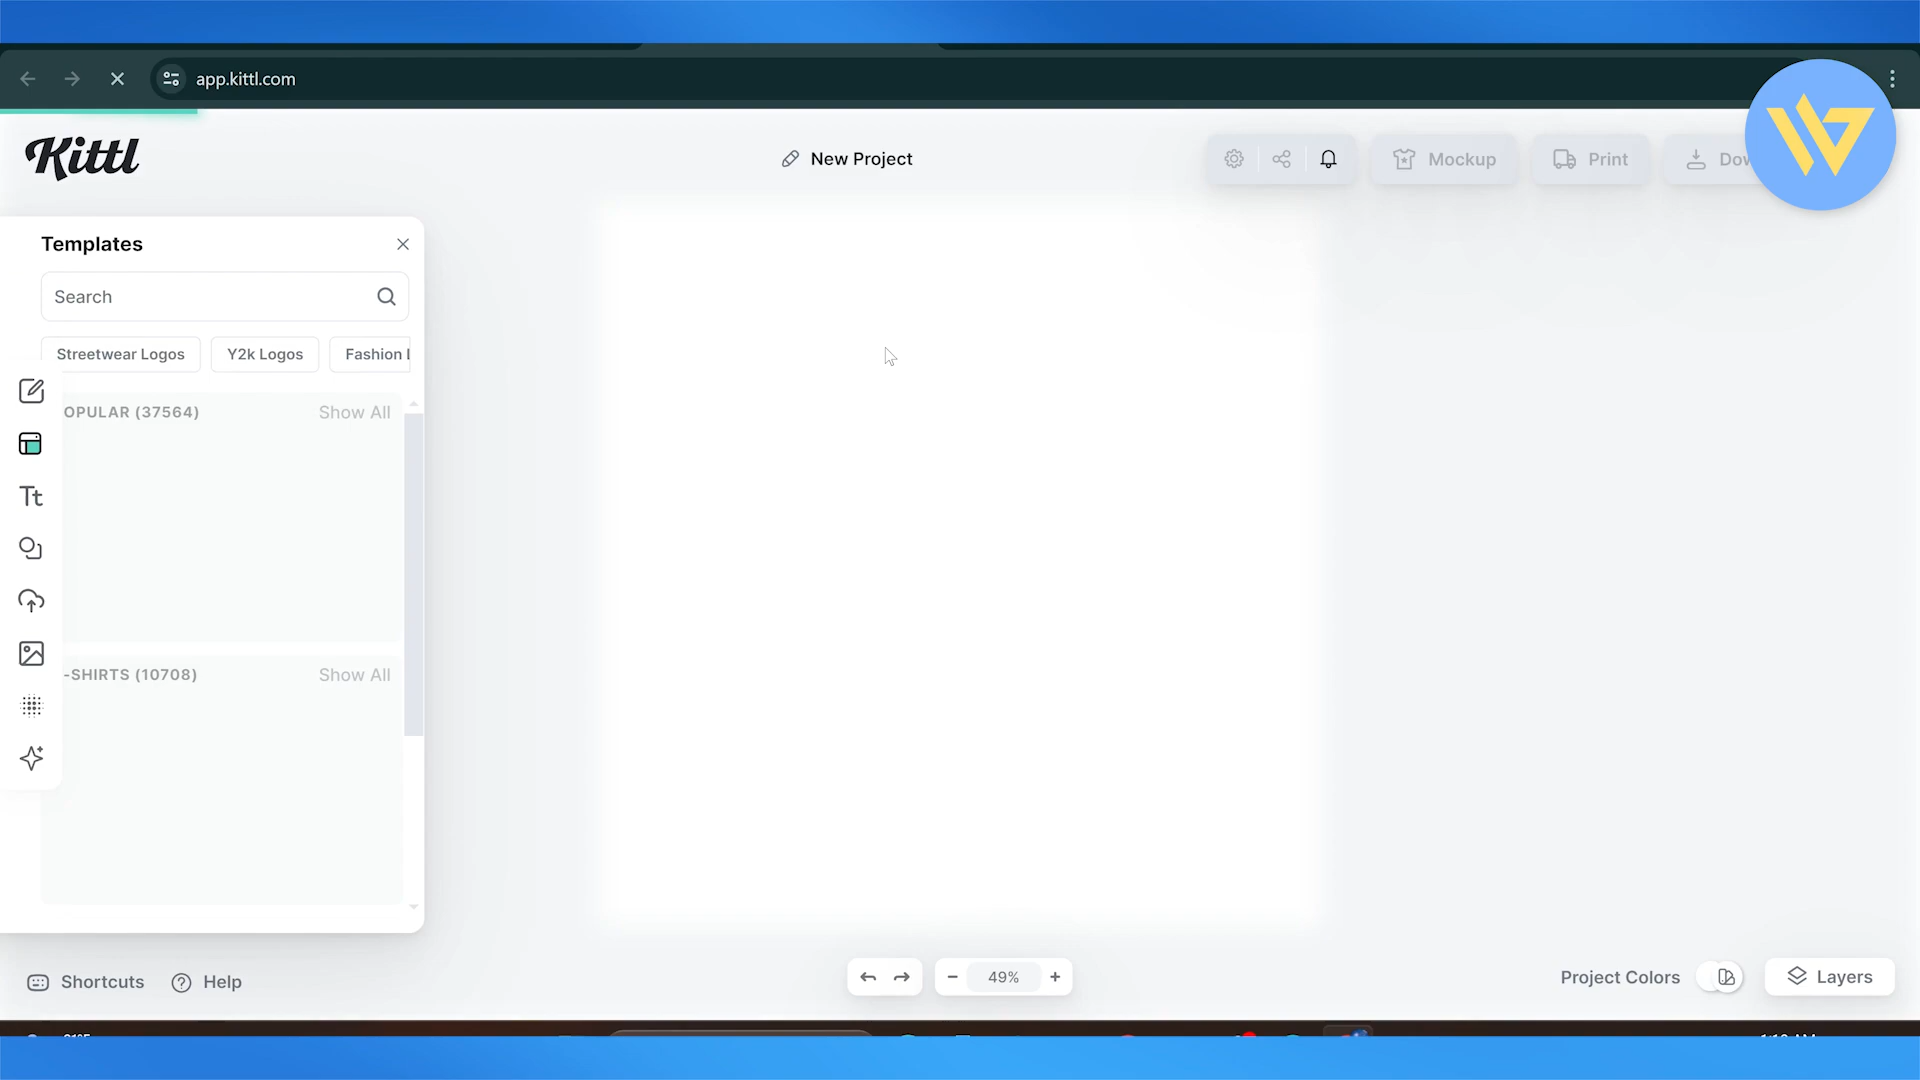 app.kittl.com
Kittl
New Project
Mockup
Print
Dow
Templates
Search
Streetwear Logos
Y2k Logos
Fashion L
OPULAR (37564)
Show All
Tt
-SHIRTS (10708)
Show All
Shortcuts
Help
49%
Project Colors
Layers